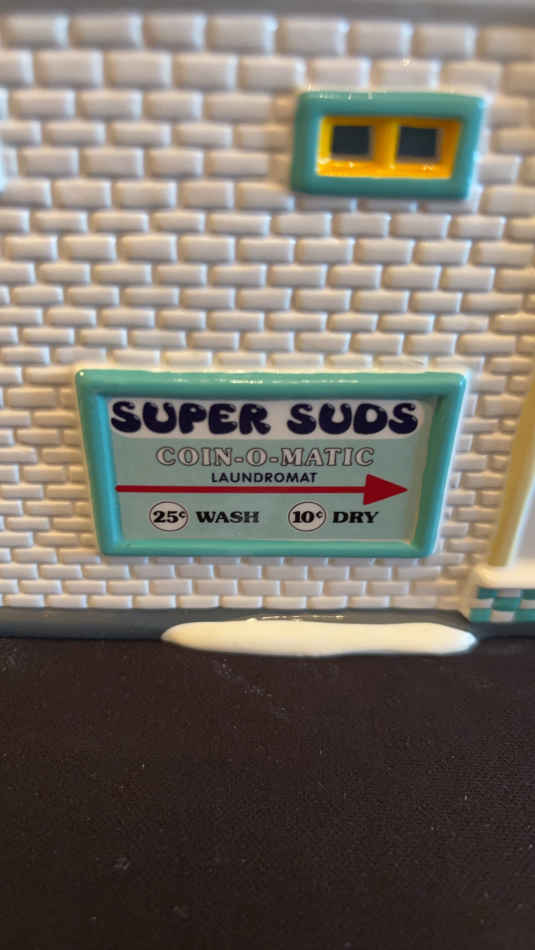 SUPER SUDS
COIN-O-MATIC
LAUNDROMAT
25¢ WASH 10¢ DRY